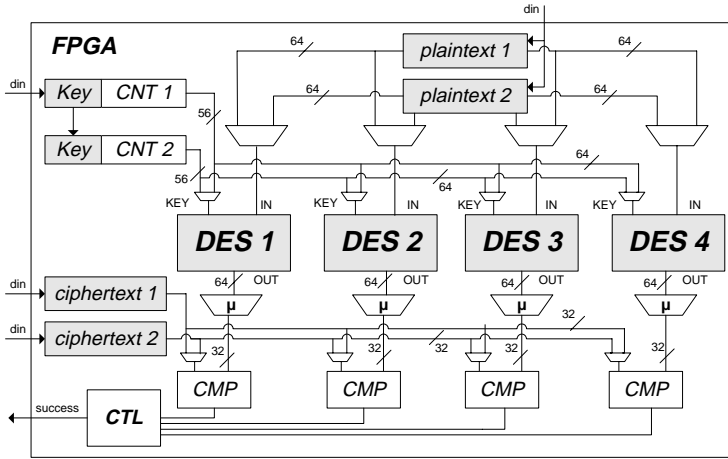 din
FPGA
64
plaintext 1
64
din
Key
CNT 1
64
plaintext 2
64
56
Key
CNT 2
64
56
64
KEY
IN
KEY
IN
KEY
IN
KEY
IN
DES 1
DES 2
DES 3
DES 4
64
OUT
64
OUT
64
OUT
64
OUT
din
ciphertext 1
µ
µ
µ
µ
din
ciphertext 2
32
32
32
32
32
32
CMP
CMP
CMP
CMP
success
CTL